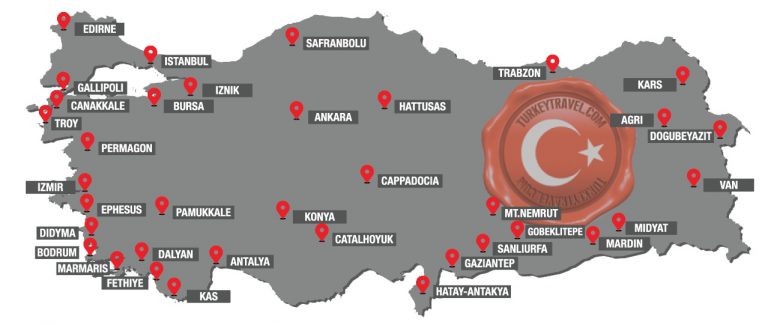 EDIRNE
ISTANBUL
SAFRANBOLU
TRABZON
KARS
GALLIPOLI
IZNIK
CANAKKALE
BURSA
HATTUSAS
ANKARA
TROY
AGRI
DOGUBEYAZIT
TURKEYTRAVEL.COM
PERMAGON
CAPPADOCIA
IZMIR
VAN
EPHESUS
PAMUKKALE
KONYA
MT.NEMRUT
DIDYMA
CATALHOYUK
GOBEKLITEPE
MIDYAT
BODRUM
SANLIURFA
MARDIN
DALYAN
ANTALYA
GAZIANTEP
MARMARIS
FETHIYE
KAS
HATAY-ANTAKYA